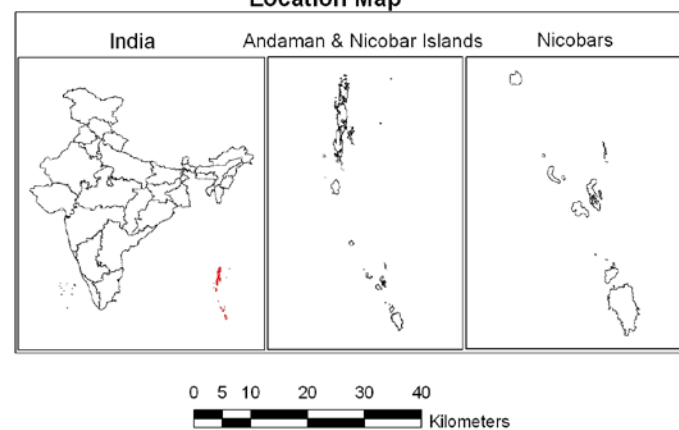 Location Map
India
Andaman & Nicobar Islands
Nicobars
0 5 10 20 30 40
Kilometers